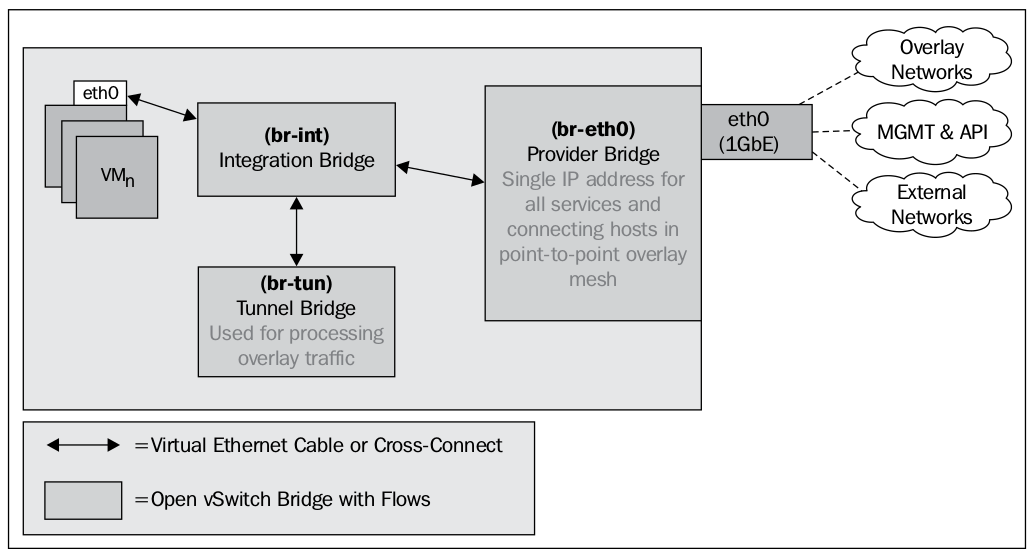 eth0
VMn
(br-int)
Integration Bridge
(br-tun)
Tunnel Bridge
Used for processing
overlay traffic
(br-eth0)
Provider Bridge
Single IP address for
all services and
connecting hosts in
point-to-point overlay
mesh
eth0
(1GbE)
Overlay
Networks
MGMT & API
External
Networks
=Virtual Ethernet Cable or Cross-Connect
=Open vSwitch Bridge with Flows